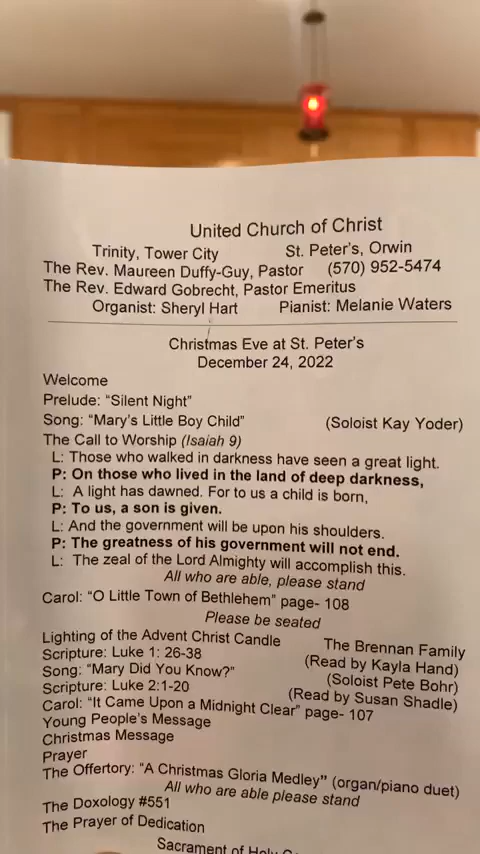 United Church of Christ
Trinity, Tower City St. Peter's, Orwin
The Rev. Maureen Duffy-Guy, Pastor (570) 952-5474
The Rev. Edward Gobrecht, Pastor Emeritus
Organist: Sheryl Hart Pianist: Melanie Waters
Christmas Eve at St. Peter's
December 24, 2022
Welcome
Prelude: "Silent Night"
Song: "Mary's Little Boy Child" (Soloist Kay Yoder)
The Call to Worship (Isaiah 9)
L: Those who walked in darkness have seen a great light.
P: On those who lived in the land of deep darkness,
L: A light has dawned. For to us a child is born,
P: To us, a son is given.
L: And the government will be upon his shoulders.
P: The greatness of his government will not end.
L: The zeal of the Lord Almighty will accomplish this.
All who are able, please stand
Carol: "O Little Town of Bethlehem" page- 108
Please be seated
Lighting of the Advent Christ Candle The Brennan Family
Scripture: Luke 1: 26-38 (Read by Kayla Hand)
Song: "Mary Did You Know?" (Soloist Pete Bohr)
Scripture: Luke 2:1-20 (Read by Susan Shadle)
Carol: "It Came Upon a Midnight Clear" page- 107
Young People's Message
Christmas Message
Prayer
The Offertory: "A Christmas Gloria Medley" (organ/piano duet)
All who are able please stand
The Doxology #551
The Prayer of Dedication
Sacrament of Holy